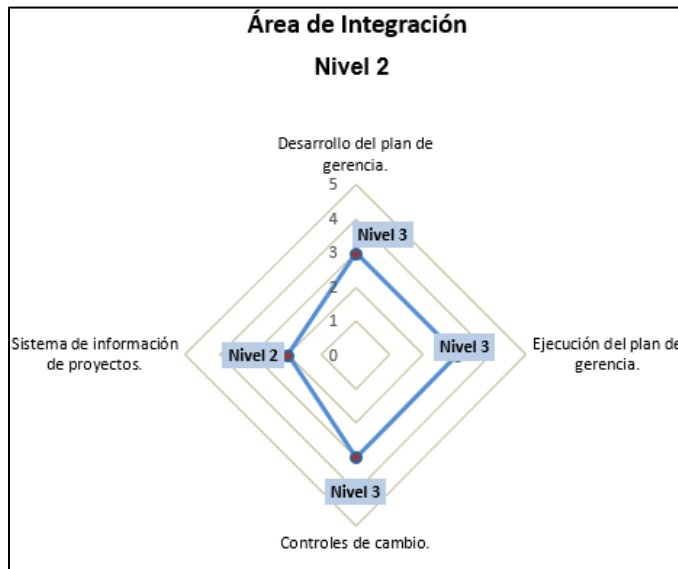 Área de Integración
Nivel 2
Desarrollo del plan de
gerencia.
5
4
Nivel 3
3
2
1
Sistema de información
de proyectos.
Nivel 2
0
Nivel 3
Ejecución del plan de
gerencia.
Nivel 3
Controles de cambio.